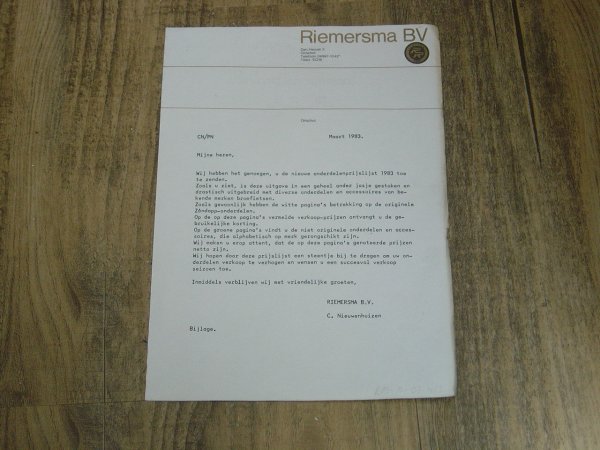 Riemersma BV
CN/PN
Maart 1983.
Mijne heren,
Wij hebben het genoegen, u de nieuwe onderdelenprijslijst 1983 toe
te zenden.
Zoals u ziet, is deze uitgave in een geheel ander jasje gestoken en
drastisch uitgebreid met diverse onderdelen en accessoires van be-
kende merken bromfietsen.
Zoals gewoonlijk hebben de witte pagina's betrekking op de originele
Zündapp-onderdelen.
Op de op deze pagina's vermelde verkoop-prijzen ontvangt u de ge-
bruikelijke korting.
Op de groene pagina's vindt u de niet originele onderdelen en acces-
soires, die alphabetisch op merk gerangschikt zijn.
Wij maken u erop attent, dat de op deze pagina's genoteerde prijzen
netto zijn.
Wij hopen door deze prijslijst een steentje bij te dragen om uw on-
derdelen verkoop te verhogen en wensen u een succesvol verkoop
seizoen toe.
Inmiddels verblijven wij met vriendelijke groeten,
RIEMERSMA B.V.
C. Nieuwenhuizen
Bijlage.